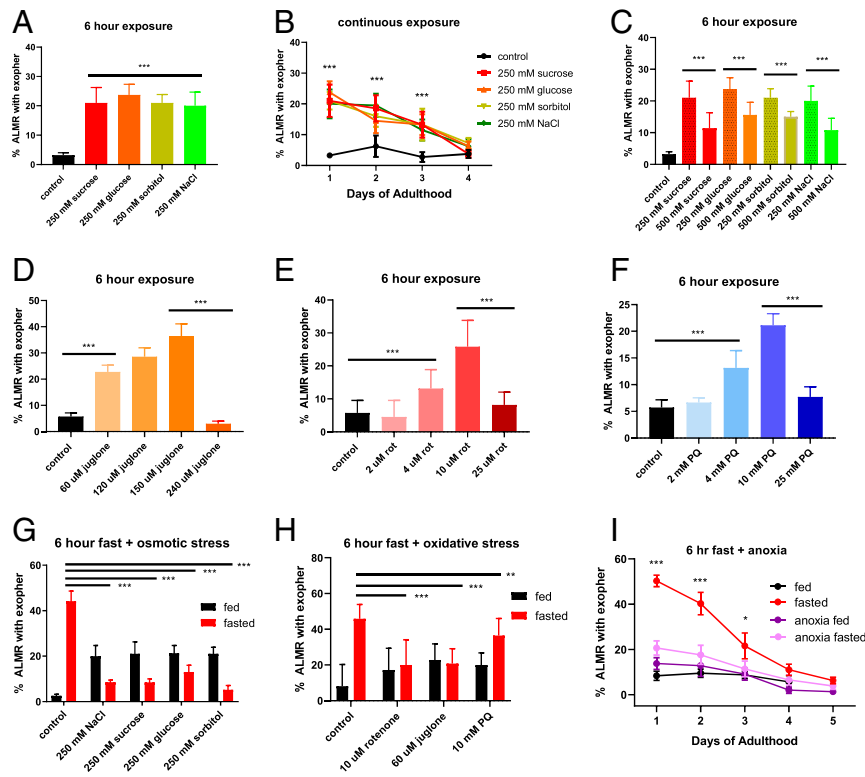 A
6 hour exposure
% ALMR with exopher
40
30
20
10
0
***
control
250 mM sucrose
250 mM glucose
250 mM sorbitol
250 mM NaCl
B
continuous exposure
% ALMR with exopher
40
30
20
10
0
***
***
***
1
2
3
4
Days of Adulthood
control
250 mM sucrose
250 mM glucose
250 mM sorbitol
250 mM NaCl
C
6 hour exposure
% ALMR with exopher
40
30
20
10
0
***
***
***
***
control
250 mM sucrose
500 mM sucrose
250 mM glucose
500 mM glucose
250 mM sorbitol
500 mM sorbitol
250 mM NaCl
500 mM NaCl
D
6 hour exposure
% ALMR with exopher
50
40
30
20
10
0
***
***
control
60 uM juglone
120 uM juglone
150 uM juglone
240 uM juglone
E
6 hour exposure
% ALMR with exopher
40
30
20
10
0
***
***
control
2 uM rot
4 uM rot
10 uM rot
25 uM rot
F
6 hour exposure
% ALMR with exopher
25
20
15
10
5
0
***
***
control
2 mM PQ
4 mM PQ
10 mM PQ
25 mM PQ
G
6 hour fast + osmotic stress
% ALMR with exopher
60
40
20
0
***
***
***
***
fed
fasted
control
250 mM NaCl
250 mM sucrose
250 mM glucose
250 mM sorbitol
H
6 hour fast + oxidative stress
% ALMR with exopher
80
60
40
20
0
**
***
***
fed
fasted
control
10 uM rotenone
60 uM juglone
10 mM PQ
I
6 hr fast + anoxia
% ALMR with exopher
60
40
20
0
***
***
*
fed
fasted
anoxia fed
anoxia fasted
1
2
3
4
5
Days of Adulthood